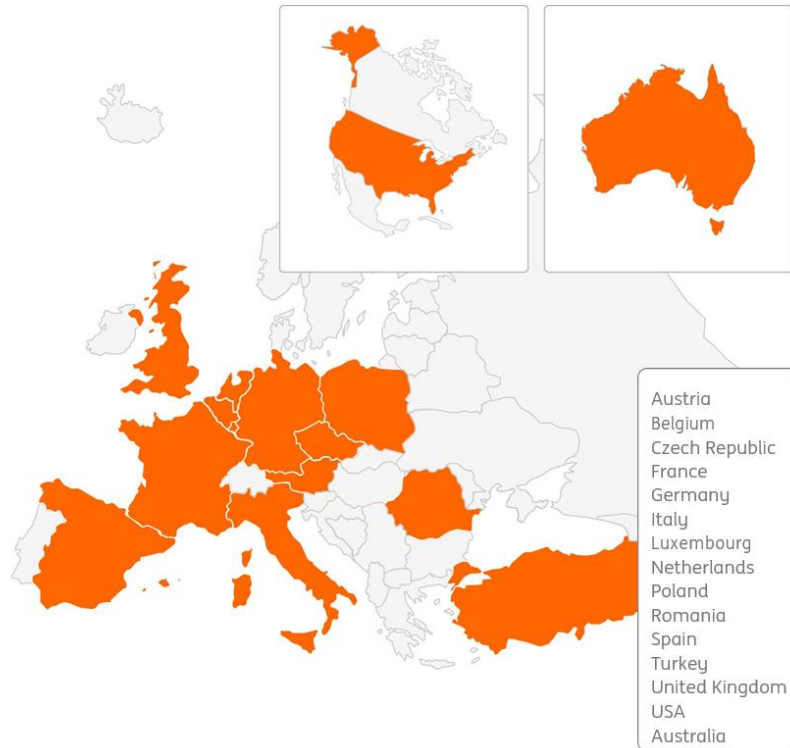 Austria
Belgium
Czech Republic
France
Germany
Italy
Luxembourg
Netherlands
Poland
Romania
Spain
Turkey
United Kingdom
USA
Australia